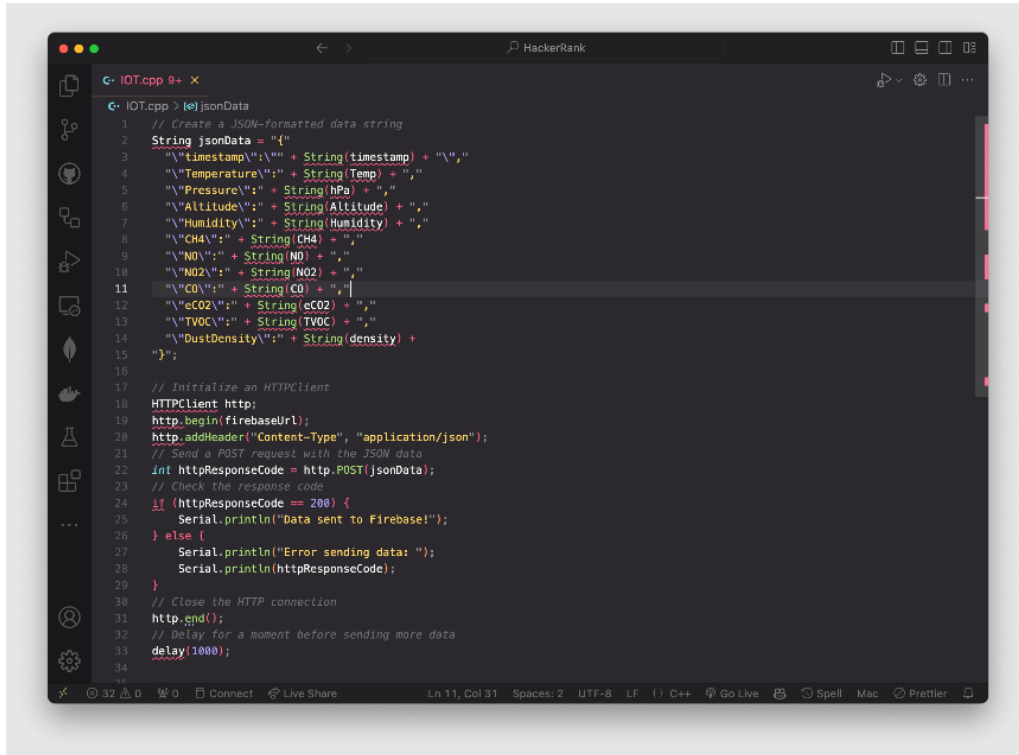 HackerRank
IOT.cpp 9+
IOT.cpp > jsonData
1 // Create a JSON-formatted data string
2 String jsonData = "{"
3 "\"timestamp\":\"" + String(timestamp) + "\","
4 "\"Temperature\":" + String(Temp) + ","
5 "\"Pressure\":" + String(hPa) + ","
6 "\"Altitude\":" + String(Altitude) + ","
7 "\"Humidity\":" + String(Humidity) + ","
8 "\"CH4\":" + String(CH4) + ","
9 "\"NO\":" + String(NO) + ","
10 "\"NO2\":" + String(NO2) + ","
11 "\"CO\":" + String(CO) + ","
12 "\"eCO2\":" + String(eCO2) + ","
13 "\"TVOC\":" + String(TVOC) + ","
14 "\"DustDensity\":" + String(density) +
15 "}";
16
17 // Initialize an HTTPClient
18 HTTPClient http;
19 http.begin(firebaseUrl);
20 http.addHeader("Content-Type", "application/json");
21 // Send a POST request with the JSON data
22 int httpResponseCode = http.POST(jsonData);
23 // Check the response code
24 if (httpResponseCode == 200) {
25 Serial.println("Data sent to Firebase!");
26 } else {
27 Serial.println("Error sending data: ");
28 Serial.println(httpResponseCode);
29 }
30 // Close the HTTP connection
31 http.end();
32 // Delay for a moment before sending more data
33 delay(1000);
34
32 0 0 Connect Live Share Ln 11, Col 31 Spaces: 2 UTF-8 LF {} C++ Go Live Spell Mac Prettier